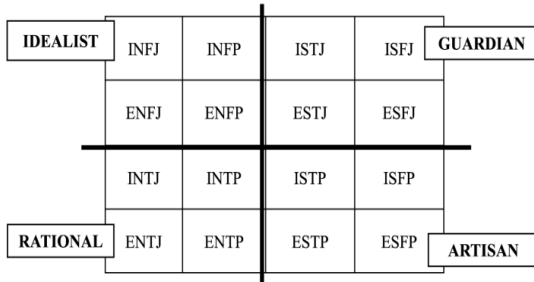 IDEALIST
INFJ INFP ISTJ ISFJ
GUARDIAN
ENFJ ENFP ESTJ ESFJ
INTJ INTP ISTP ISFP
RATIONAL
ENTJ ENTP ESTP ESFP
ARTISAN